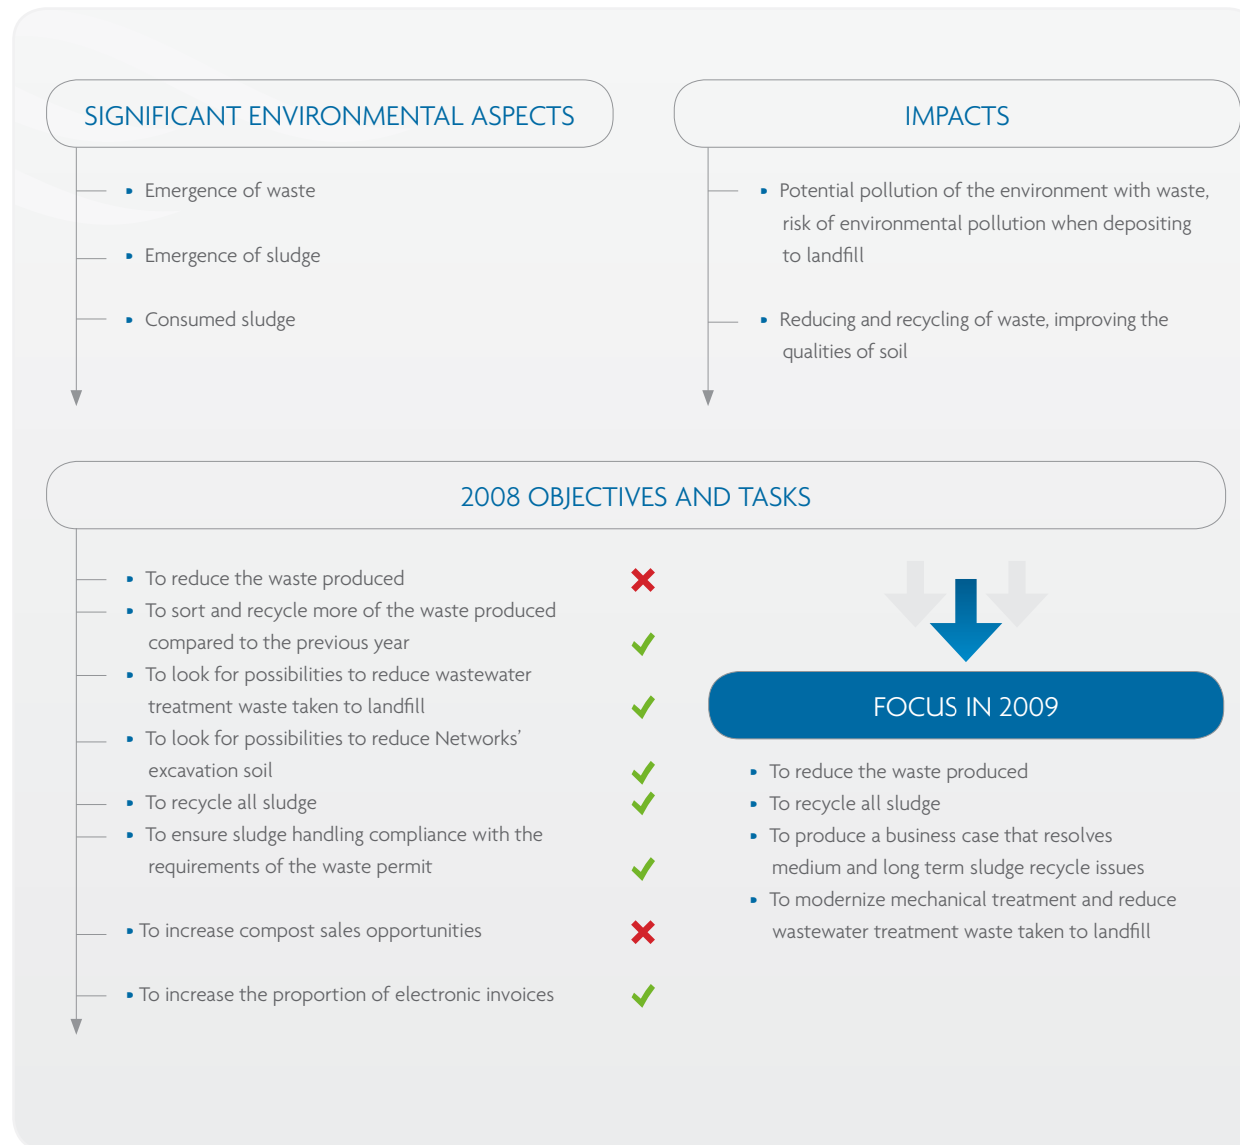 SIGNIFICANT ENVIRONMENTAL ASPECTS
Emergence of waste
Emergence of sludge
Consumed sludge
IMPACTS
Potential pollution of the environment with waste,
risk of environmental pollution when depositing
to landfill
Reducing and recycling of waste, improving the
qualities of soil
2008 OBJECTIVES AND TASKS
To reduce the waste produced
To sort and recycle more of the waste produced
compared to the previous year
To look for possibilities to reduce wastewater
treatment waste taken to landfill
To look for possibilities to reduce Networks’
excavation soil
To recycle all sludge
To ensure sludge handling compliance with the
requirements of the waste permit
To increase compost sales opportunities
To increase the proportion of electronic invoices
FOCUS IN 2009
To reduce the waste produced
To recycle all sludge
To produce a business case that resolves
medium and long term sludge recycle issues
To modernize mechanical treatment and reduce
wastewater treatment waste taken to landfill